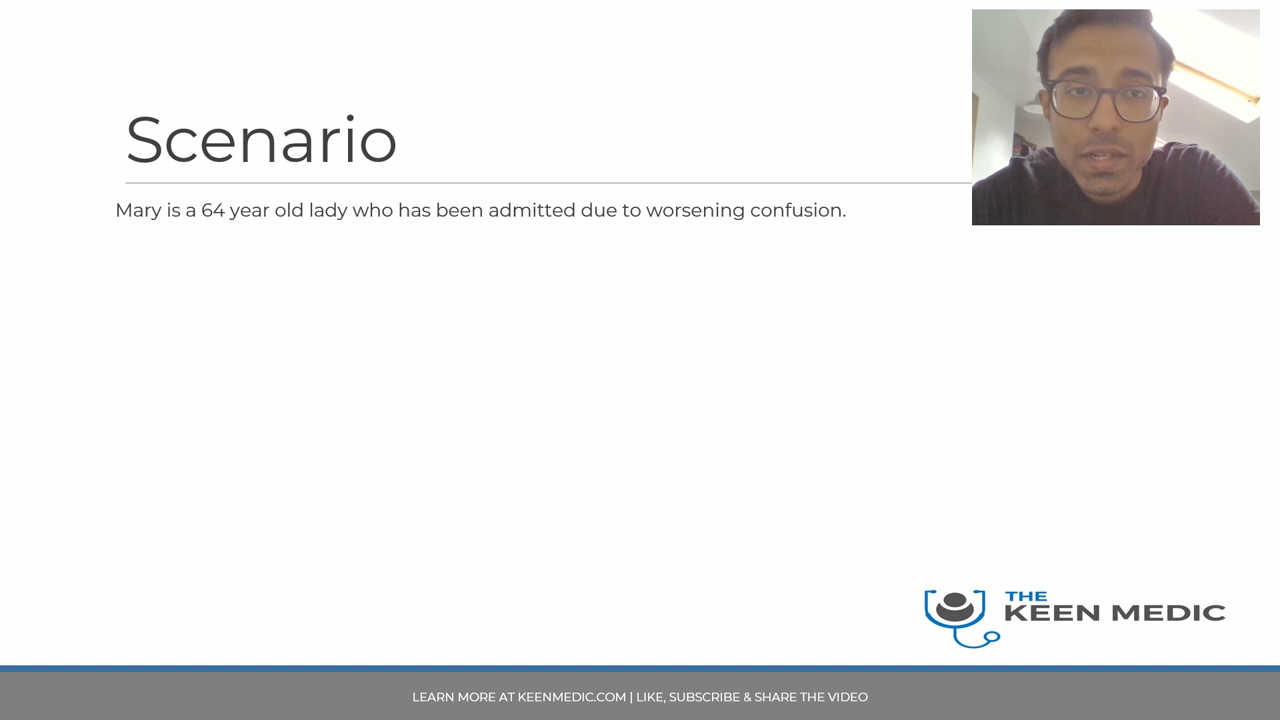 Scenario
Mary is a 64 year old lady who has been admitted due to worsening confusion.
THE
KEEN MEDIC
LEARN MORE AT KEENMEDIC.COM | LIKE, SUBSCRIBE & SHARE THE VIDEO